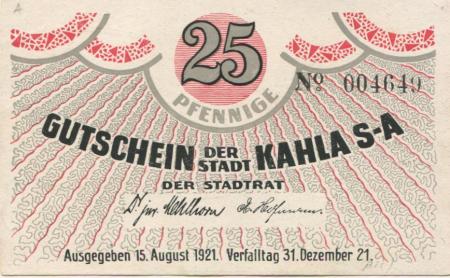 25
PFENNIGE
No 004649
GUTSCHEIN DER STADT KAHLA S-A
DER STADTRAT
Ausgegeben 15. August 1921. Verfalltag 31. Dezember 21.